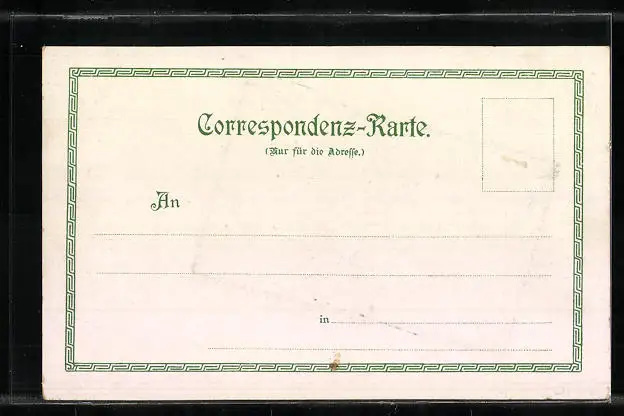 Correspondenz-Karte.
(Nur für die Adresse.)
An
in